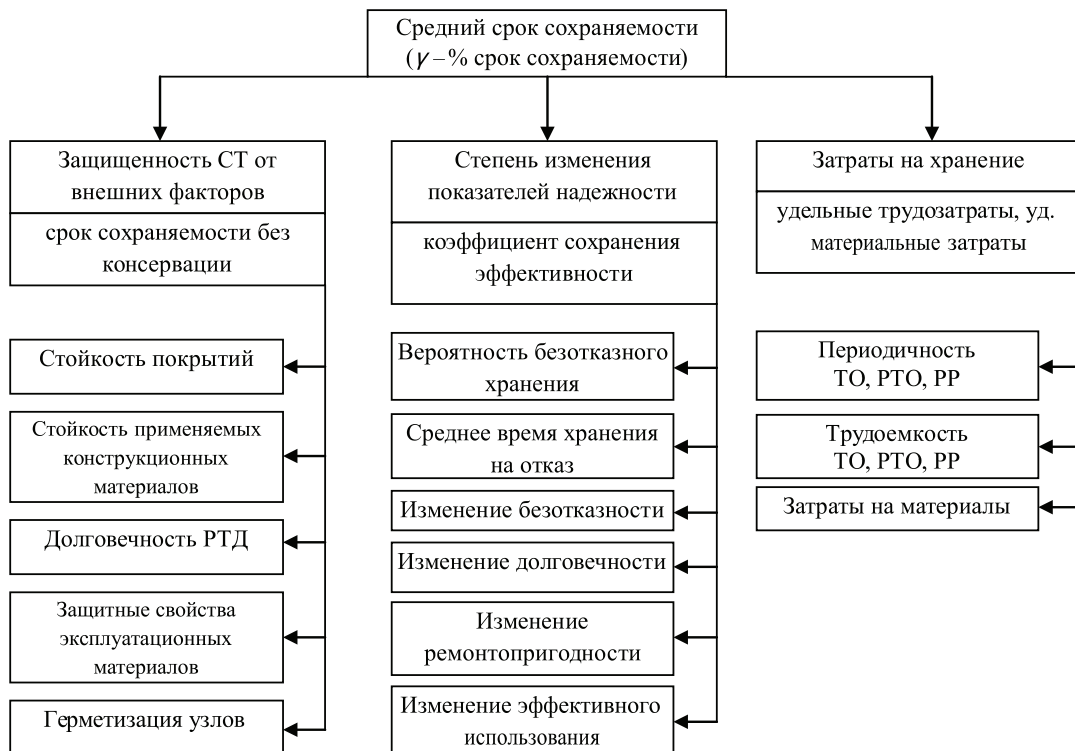 Средний срок сохраняемости
(γ –% срок сохраняемости)
Защищенность СТ от
внешних факторов
срок сохраняемости без
консервации
Стойкость покрытий
Стойкость применяемых
конструкционных
материалов
Долговечность РТД
Защитные свойства
эксплуатационных
материалов
Герметизация узлов
Степень изменения
показателей надежности
коэффициент сохранения
эффективности
Вероятность безотказного
хранения
Среднее время хранения
на отказ
Изменение безотказности
Изменение долговечности
Изменение
ремонтопригодности
Изменение эффективного
использования
Затраты на хранение
удельные трудозатраты, уд.
материальные затраты
Периодичность
ТО, РТО, РР
Трудоемкость
ТО, РТО, РР
Затраты на материалы